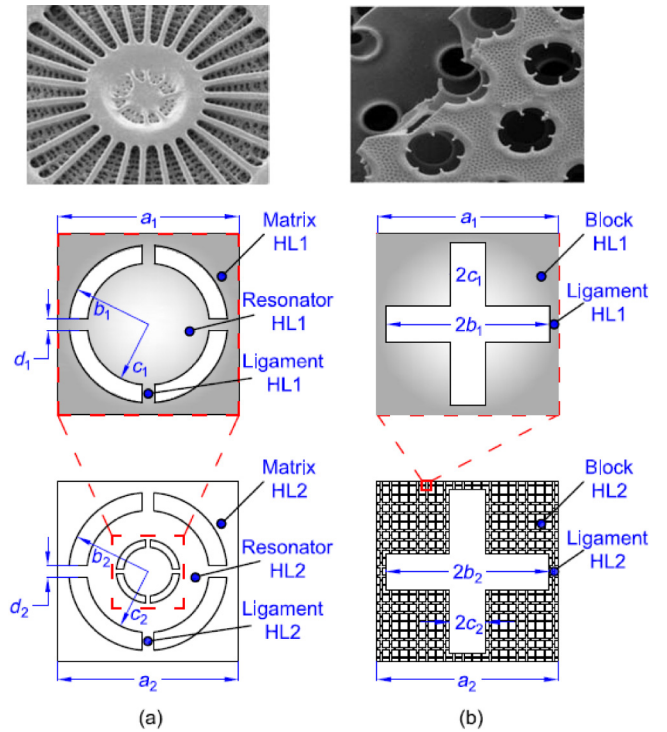 a1
a1
Matrix
HL1
Block
HL1
Resonator
HL1
Ligament
HL1
b1
2c1
2b1
d1
c1
Ligament
HL1
Matrix
HL2
Block
HL2
Resonator
HL2
Ligament
HL2
b2
2b2
d2
c2
2c2
Ligament
HL2
a2
a2
(a)
(b)